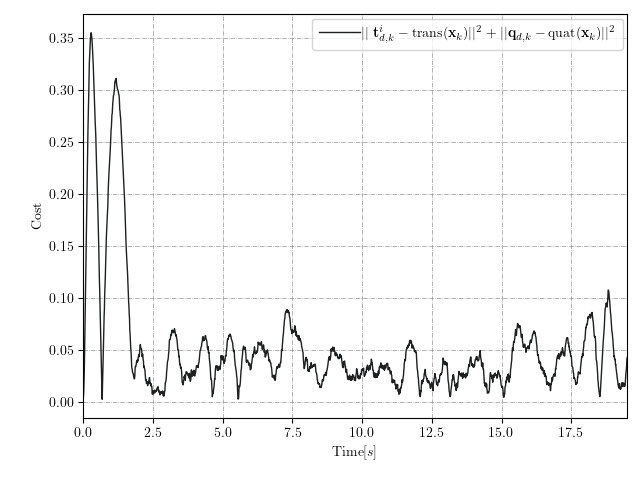 || t^i_{d,k} − trans(x_k)||² + ||q_{d,k} − quat(x_k)||²
Cost
0.35
0.30
0.25
0.20
0.15
0.10
0.05
0.00
0.0 2.5 5.0 7.5 10.0 12.5 15.0 17.5
Time[s]